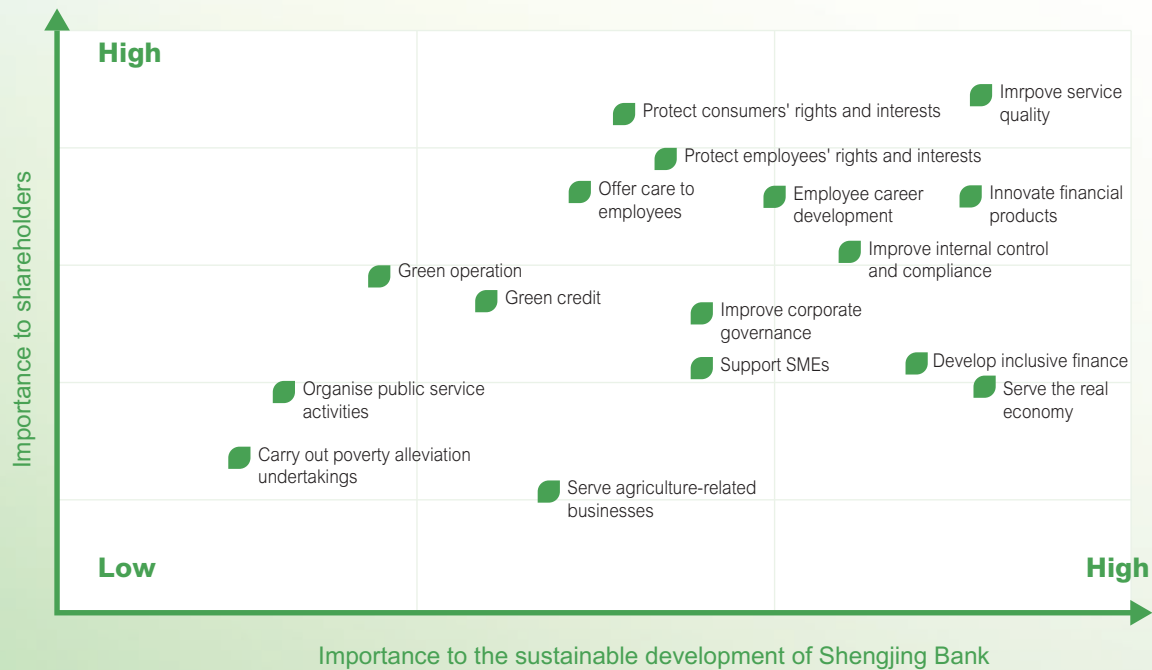 High
Imrpove service
quality
Protect consumers' rights and interests
Protect employees' rights and interests
Offer care to
employees
Employee career
development
Innovate financial
products
Improve internal control
and compliance
Green operation
Green credit
Improve corporate
governance
Support SMEs
Develop inclusive finance
Serve the real
economy
Organise public service
activities
Carry out poverty alleviation
undertakings
Serve agriculture-related
businesses
Low
High
Importance to shareholders
Importance to the sustainable development of Shengjing Bank